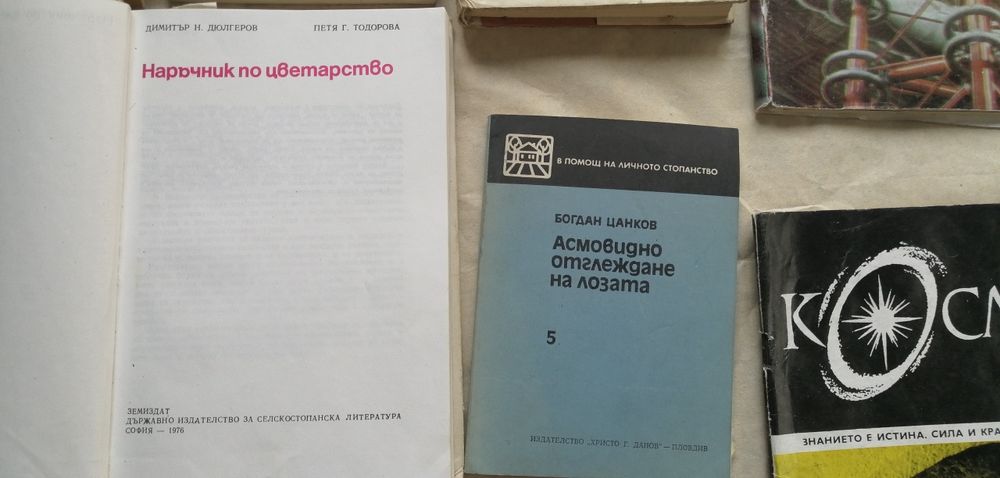 ДИМИТЪР Н. ДЮЛГЕРОВ ПЕТЯ Г. ТОДОРОВА
Наръчник по цветарство
ЗЕМИЗДАТ
ДЪРЖАВНО ИЗДАТЕЛСТВО ЗА СЕЛСКОСТОПАНСКА ЛИТЕРАТУРА
СОФИЯ — 1976
В ПОМОЩ НА ЛИЧНОТО СТОПАНСТВО
БОГДАН ЦАНКОВ
Асмовидно
отглеждане
на лозата
5
ИЗДАТЕЛСТВО „ХРИСТО Г. ДАНОВ" — ПЛОВДИВ
КОСМ
ЗНАНИЕТО Е ИСТИНА, СИЛА И КРА